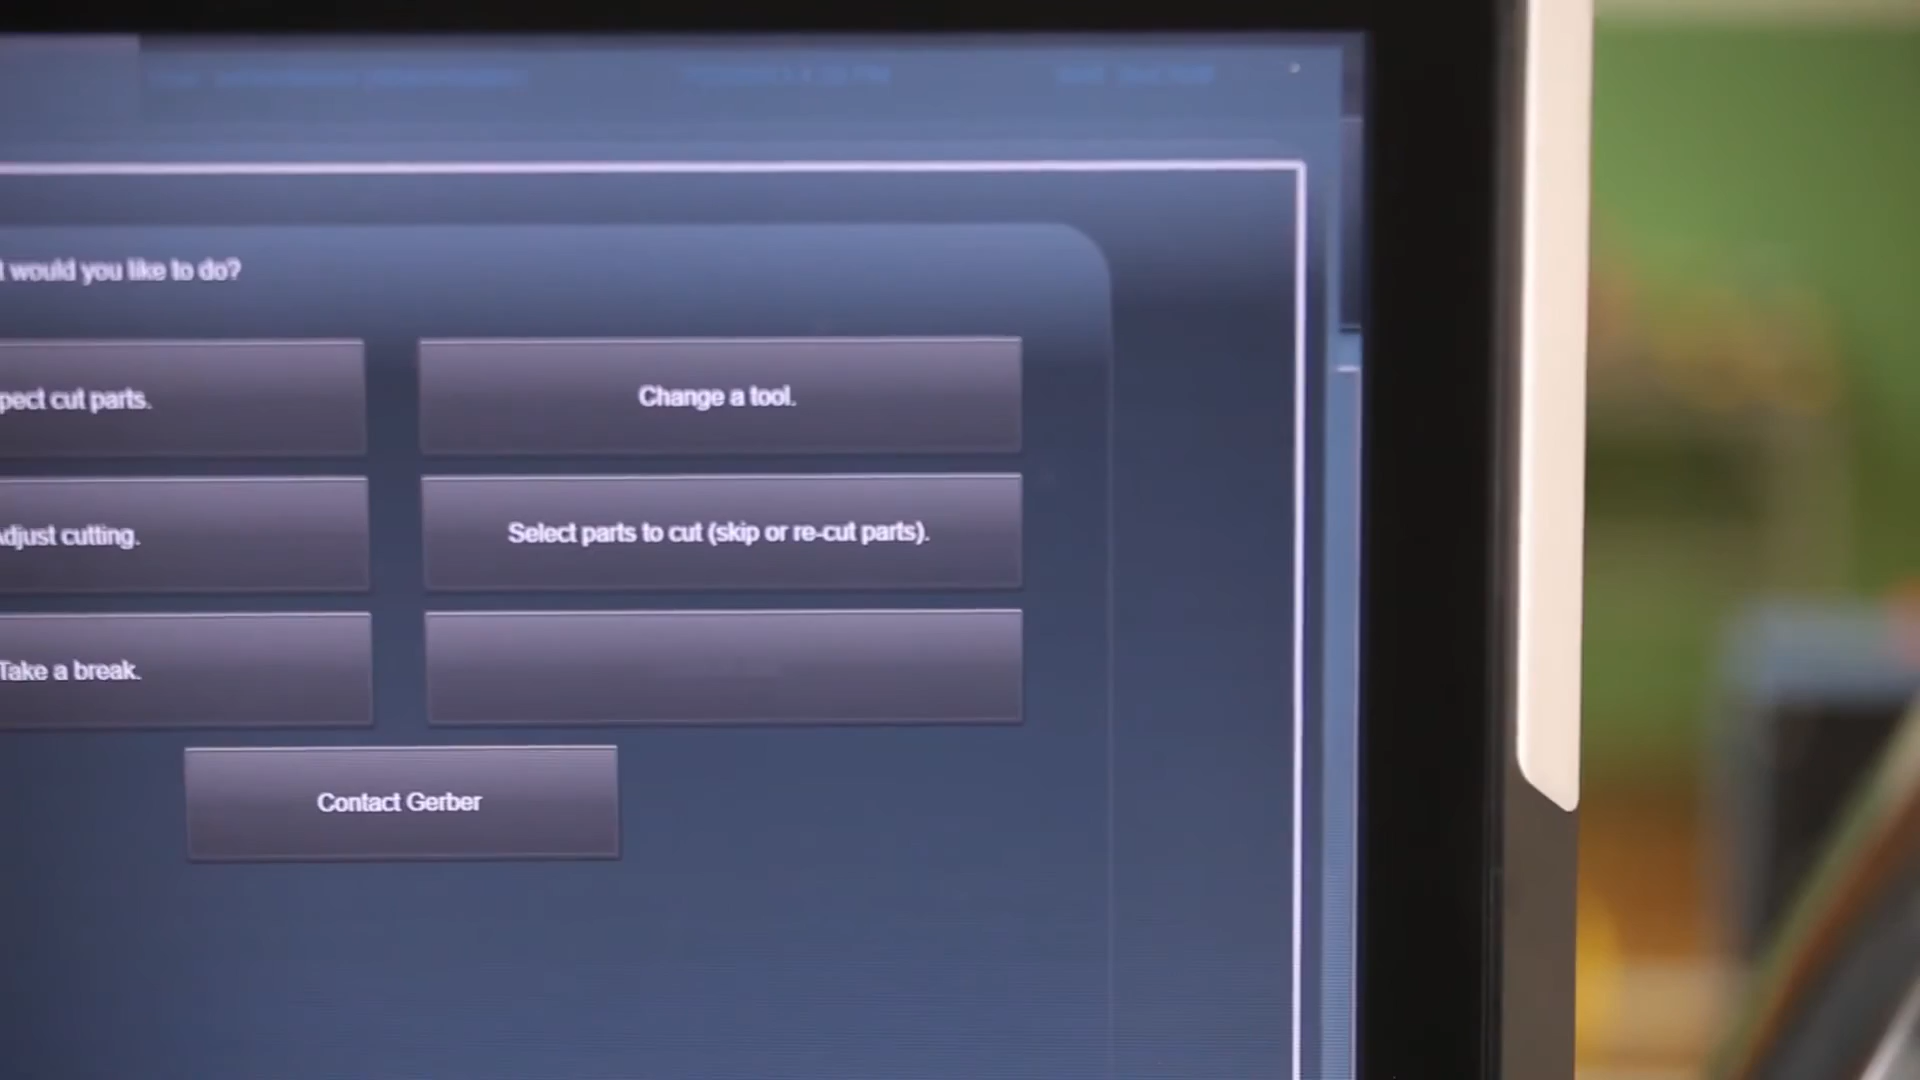 t would you like to do?
pect cut parts.
Change a tool.
djust cutting.
Select parts to cut (skip or re-cut parts).
Take a break.
Contact Gerber